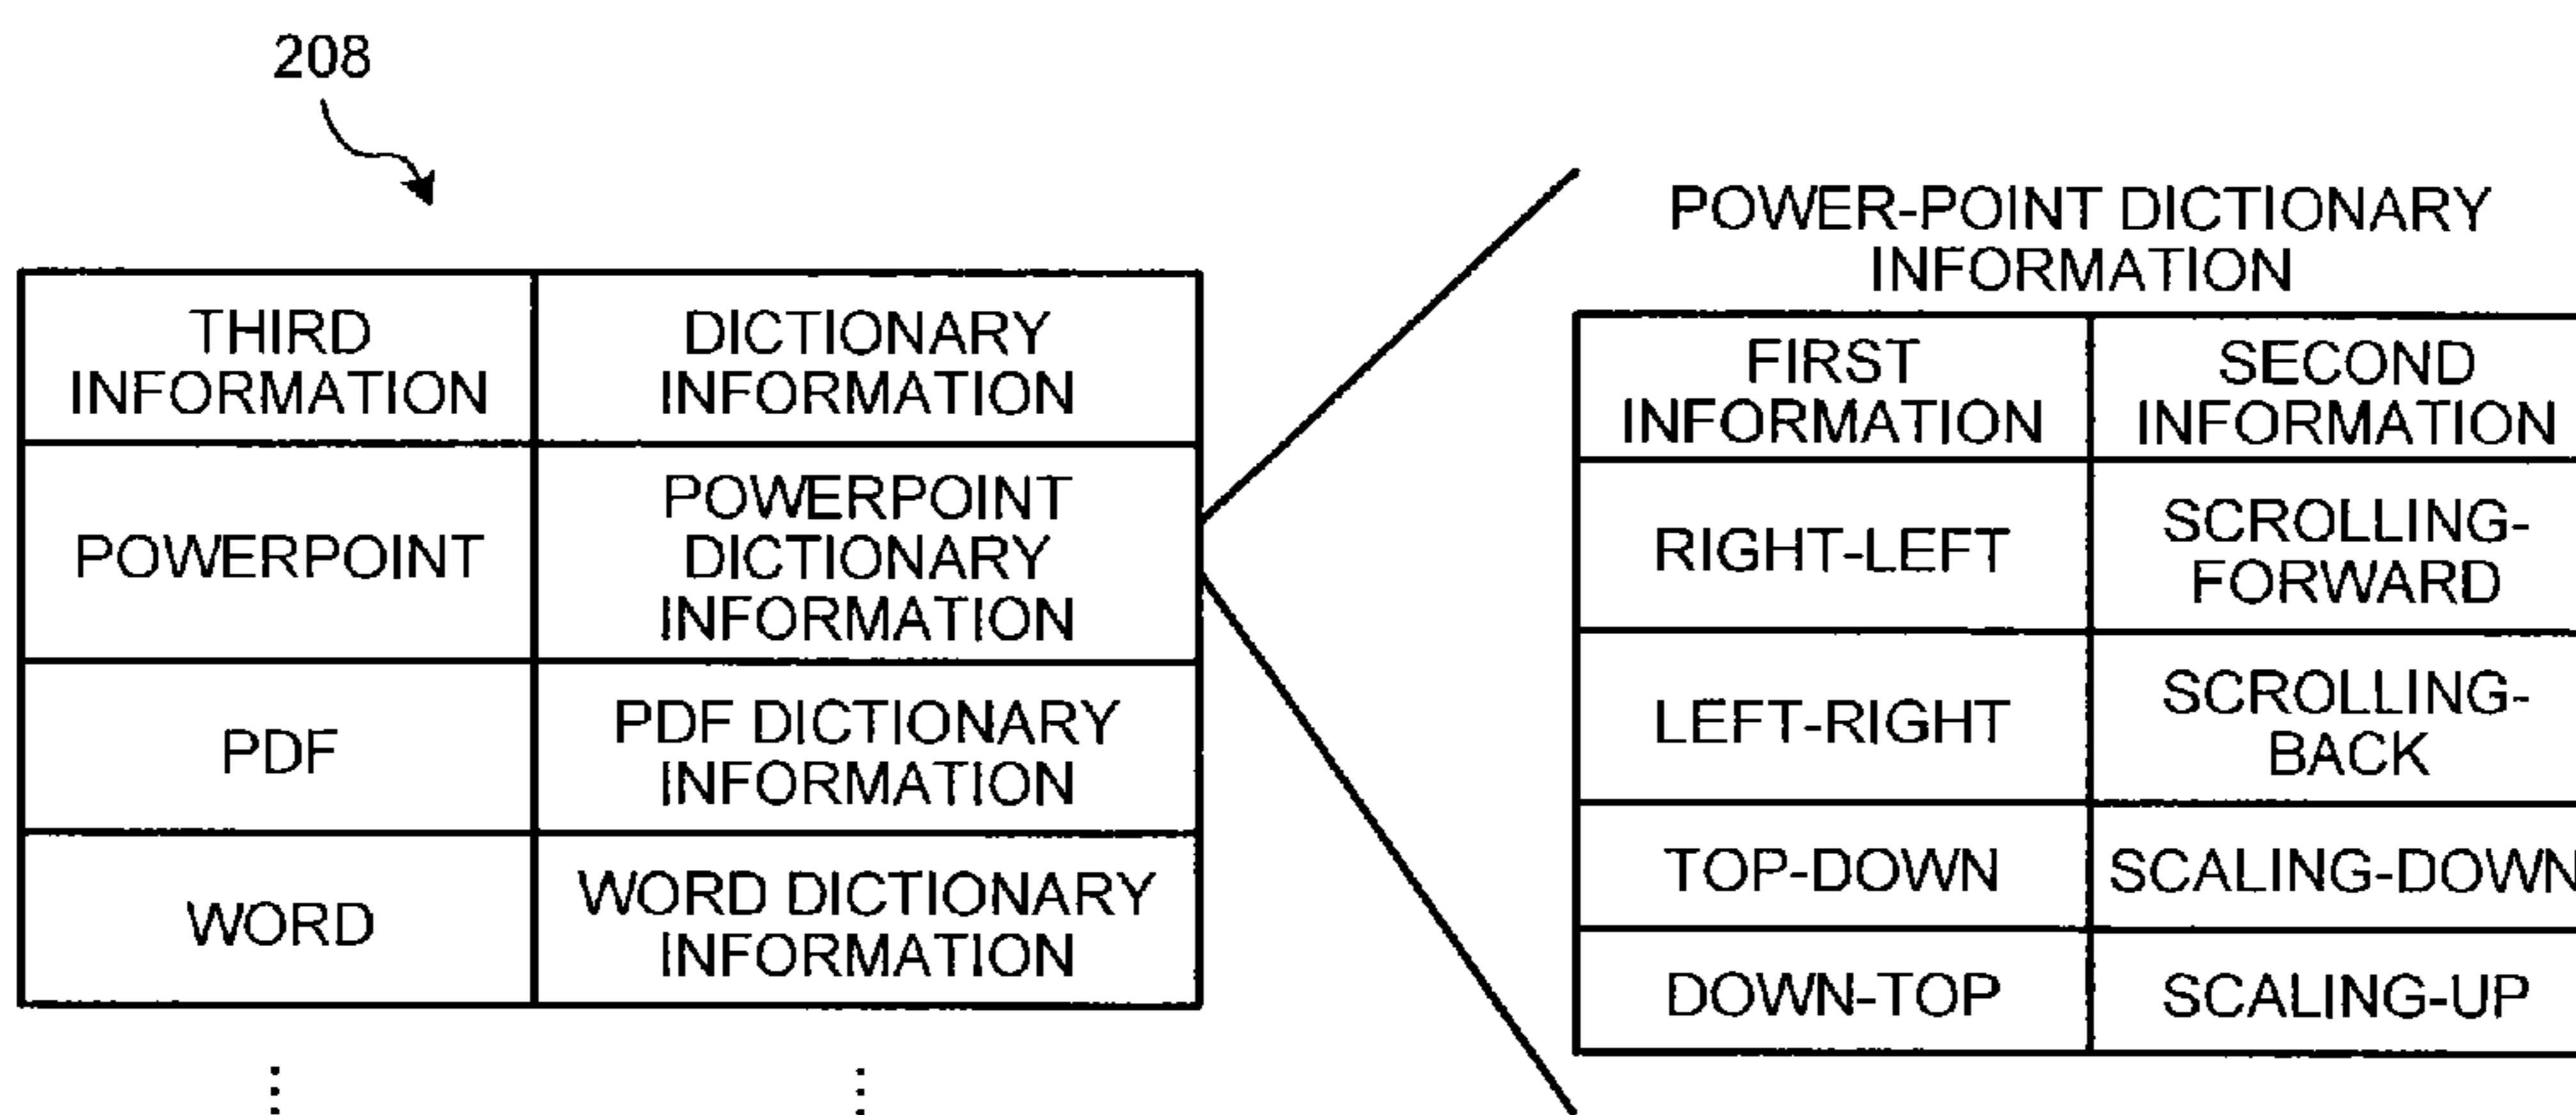 208
THIRD
INFORMATION
DICTIONARY
INFORMATION
POWERPOINT
POWERPOINT
DICTIONARY
INFORMATION
PDF
PDF DICTIONARY
INFORMATION
WORD
WORD DICTIONARY
INFORMATION
⋮
⋮
POWER-POINT DICTIONARY
INFORMATION
FIRST
INFORMATION
SECOND
INFORMATION
RIGHT-LEFT
SCROLLING-
FORWARD
LEFT-RIGHT
SCROLLING-
BACK
TOP-DOWN
SCALING-DOWN
DOWN-TOP
SCALING-UP